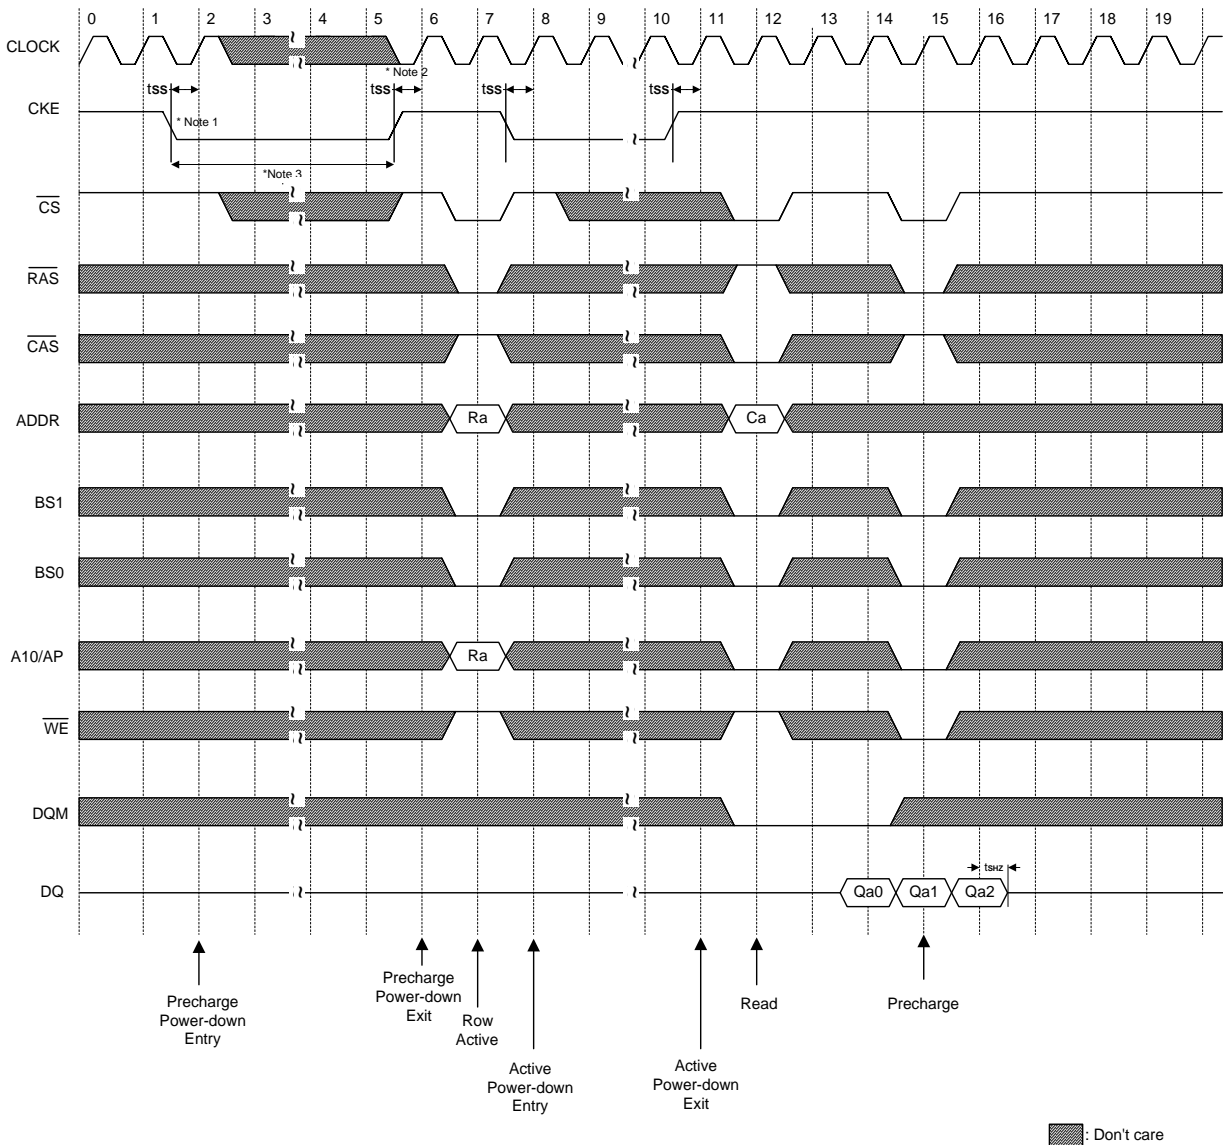 0 1 2 3 4 5 6 7 8 9 10 11 12 13 14 15 16 17 18 19
CLOCK
* Note 2
tss tss tss tss
CKE
* Note 1
*Note 3
CS
RAS
CAS
ADDR Ra Ca
BS1
BS0
A10/AP Ra
WE
DQM
tSHZ
DQ Qa0 Qa1 Qa2
Precharge
Power-down
Entry
Precharge
Power-down
Exit
Row
Active
Active
Power-down
Entry
Active
Power-down
Exit
Read
Precharge
: Don't care